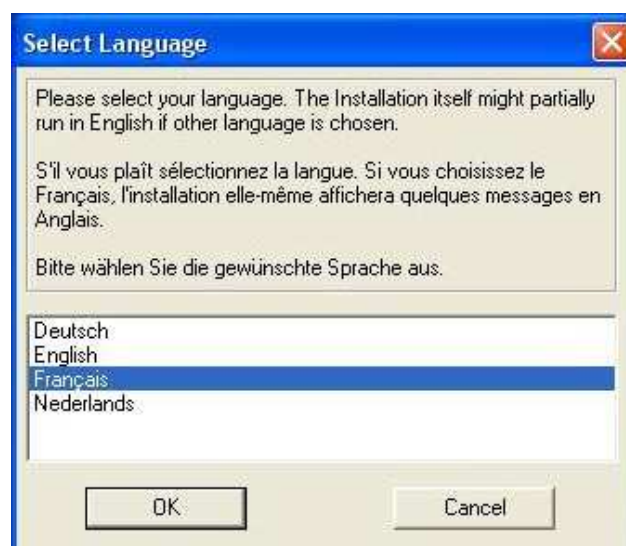 Select Language
Please select your language. The Installation itself might partially
run in English if other language is chosen.
S'il vous plaît sélectionnez la langue. Si vous choisissez le
Français, l'installation elle-même affichera quelques messages en
Anglais.
Bitte wählen Sie die gewünschte Sprache aus.
Deutsch
English
Français
Nederlands
OK
Cancel